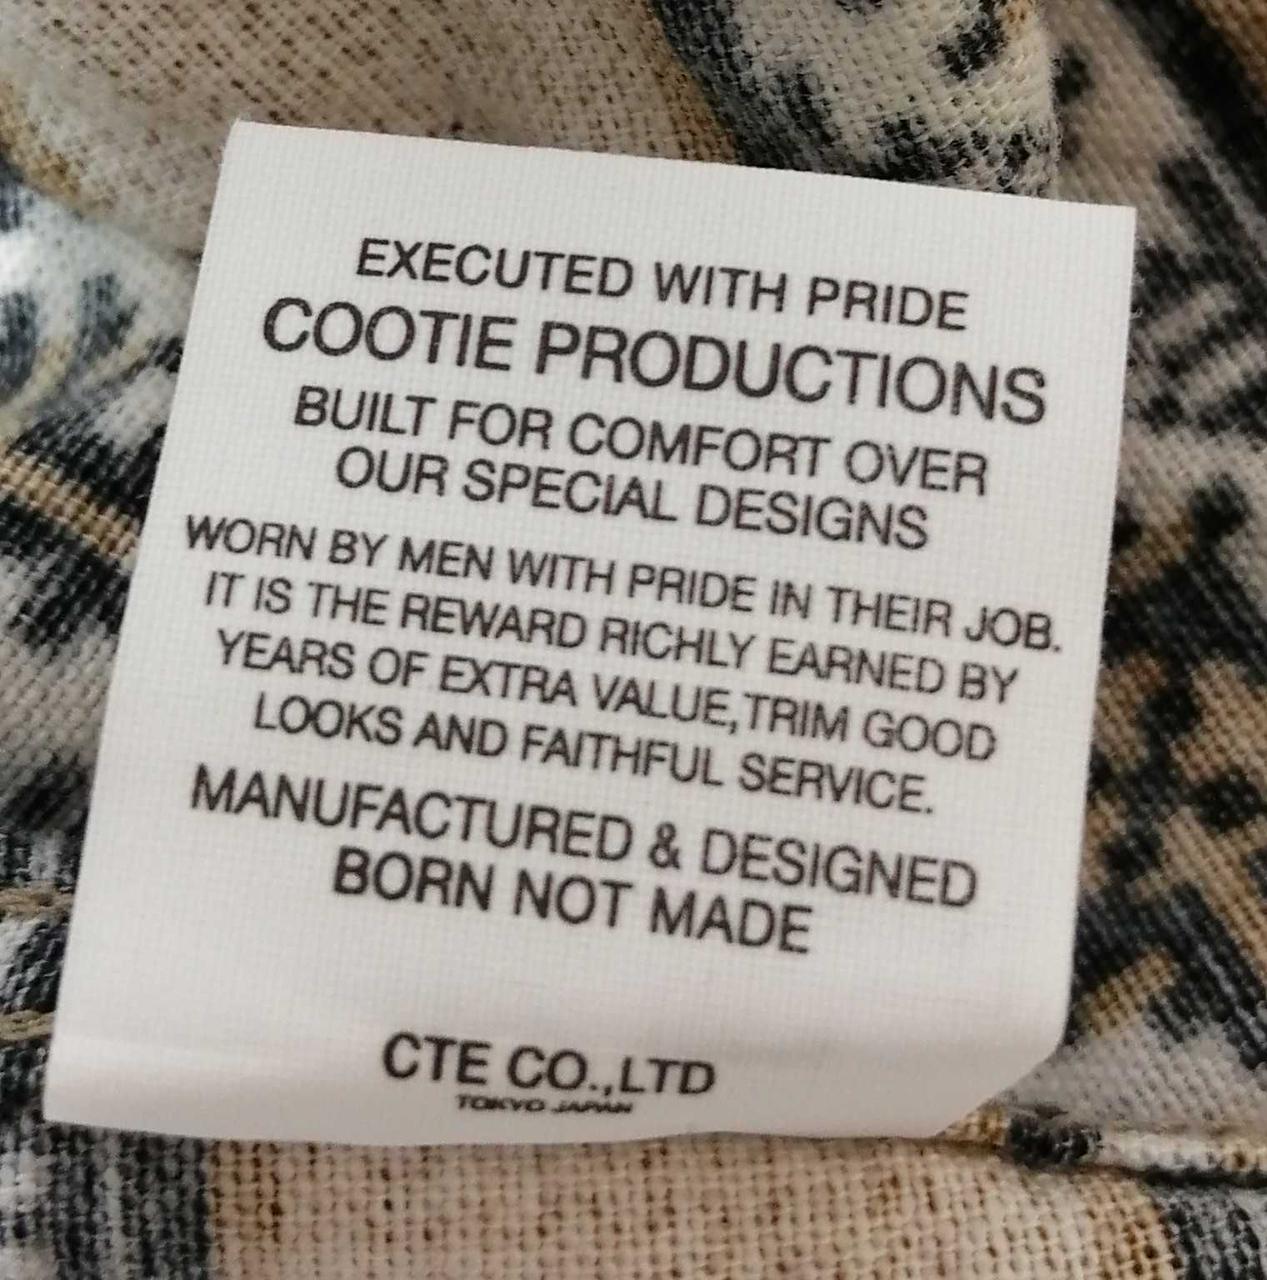 EXECUTED WITH PRIDE
COOTIE PRODUCTIONS
BUILT FOR COMFORT OVER
OUR SPECIAL DESIGNS
WORN BY MEN WITH PRIDE IN THEIR JOB.
IT IS THE REWARD RICHLY EARNED BY
YEARS OF EXTRA VALUE,TRIM GOOD
LOOKS AND FAITHFUL SERVICE.
MANUFACTURED & DESIGNED
BORN NOT MADE
CTE CO.,LTD
TOKYO JAPAN